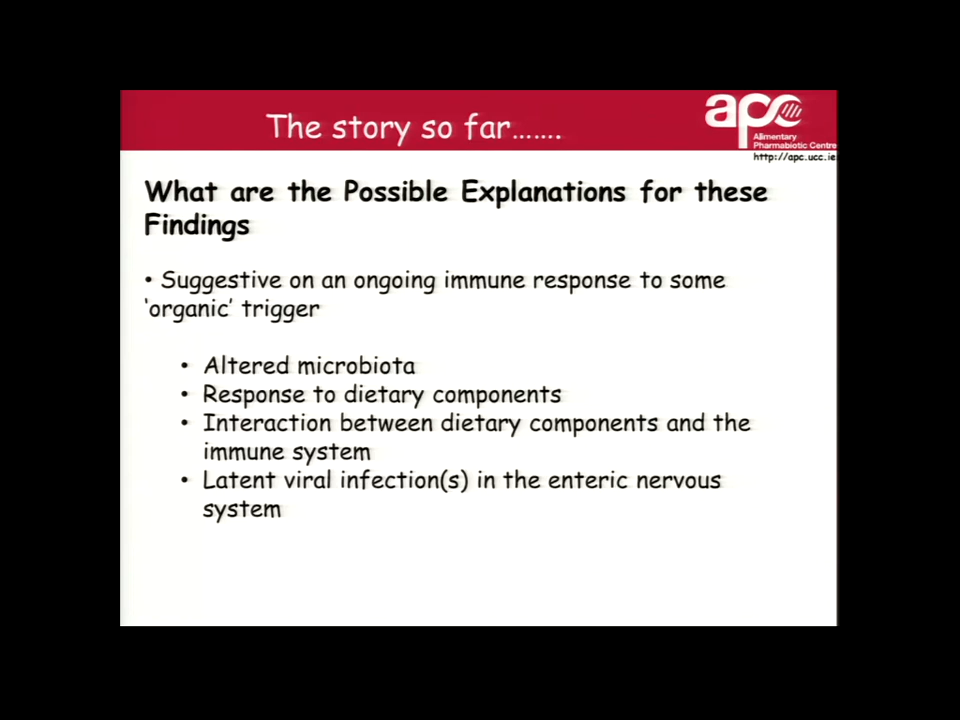 The story so far.......
apc
Alimentary
Pharmabiotic Centre
http://apc.ucc.ie
What are the Possible Explanations for these
Findings
• Suggestive on an ongoing immune response to some
‘organic’ trigger
• Altered microbiota
• Response to dietary components
• Interaction between dietary components and the
immune system
• Latent viral infection(s) in the enteric nervous
system